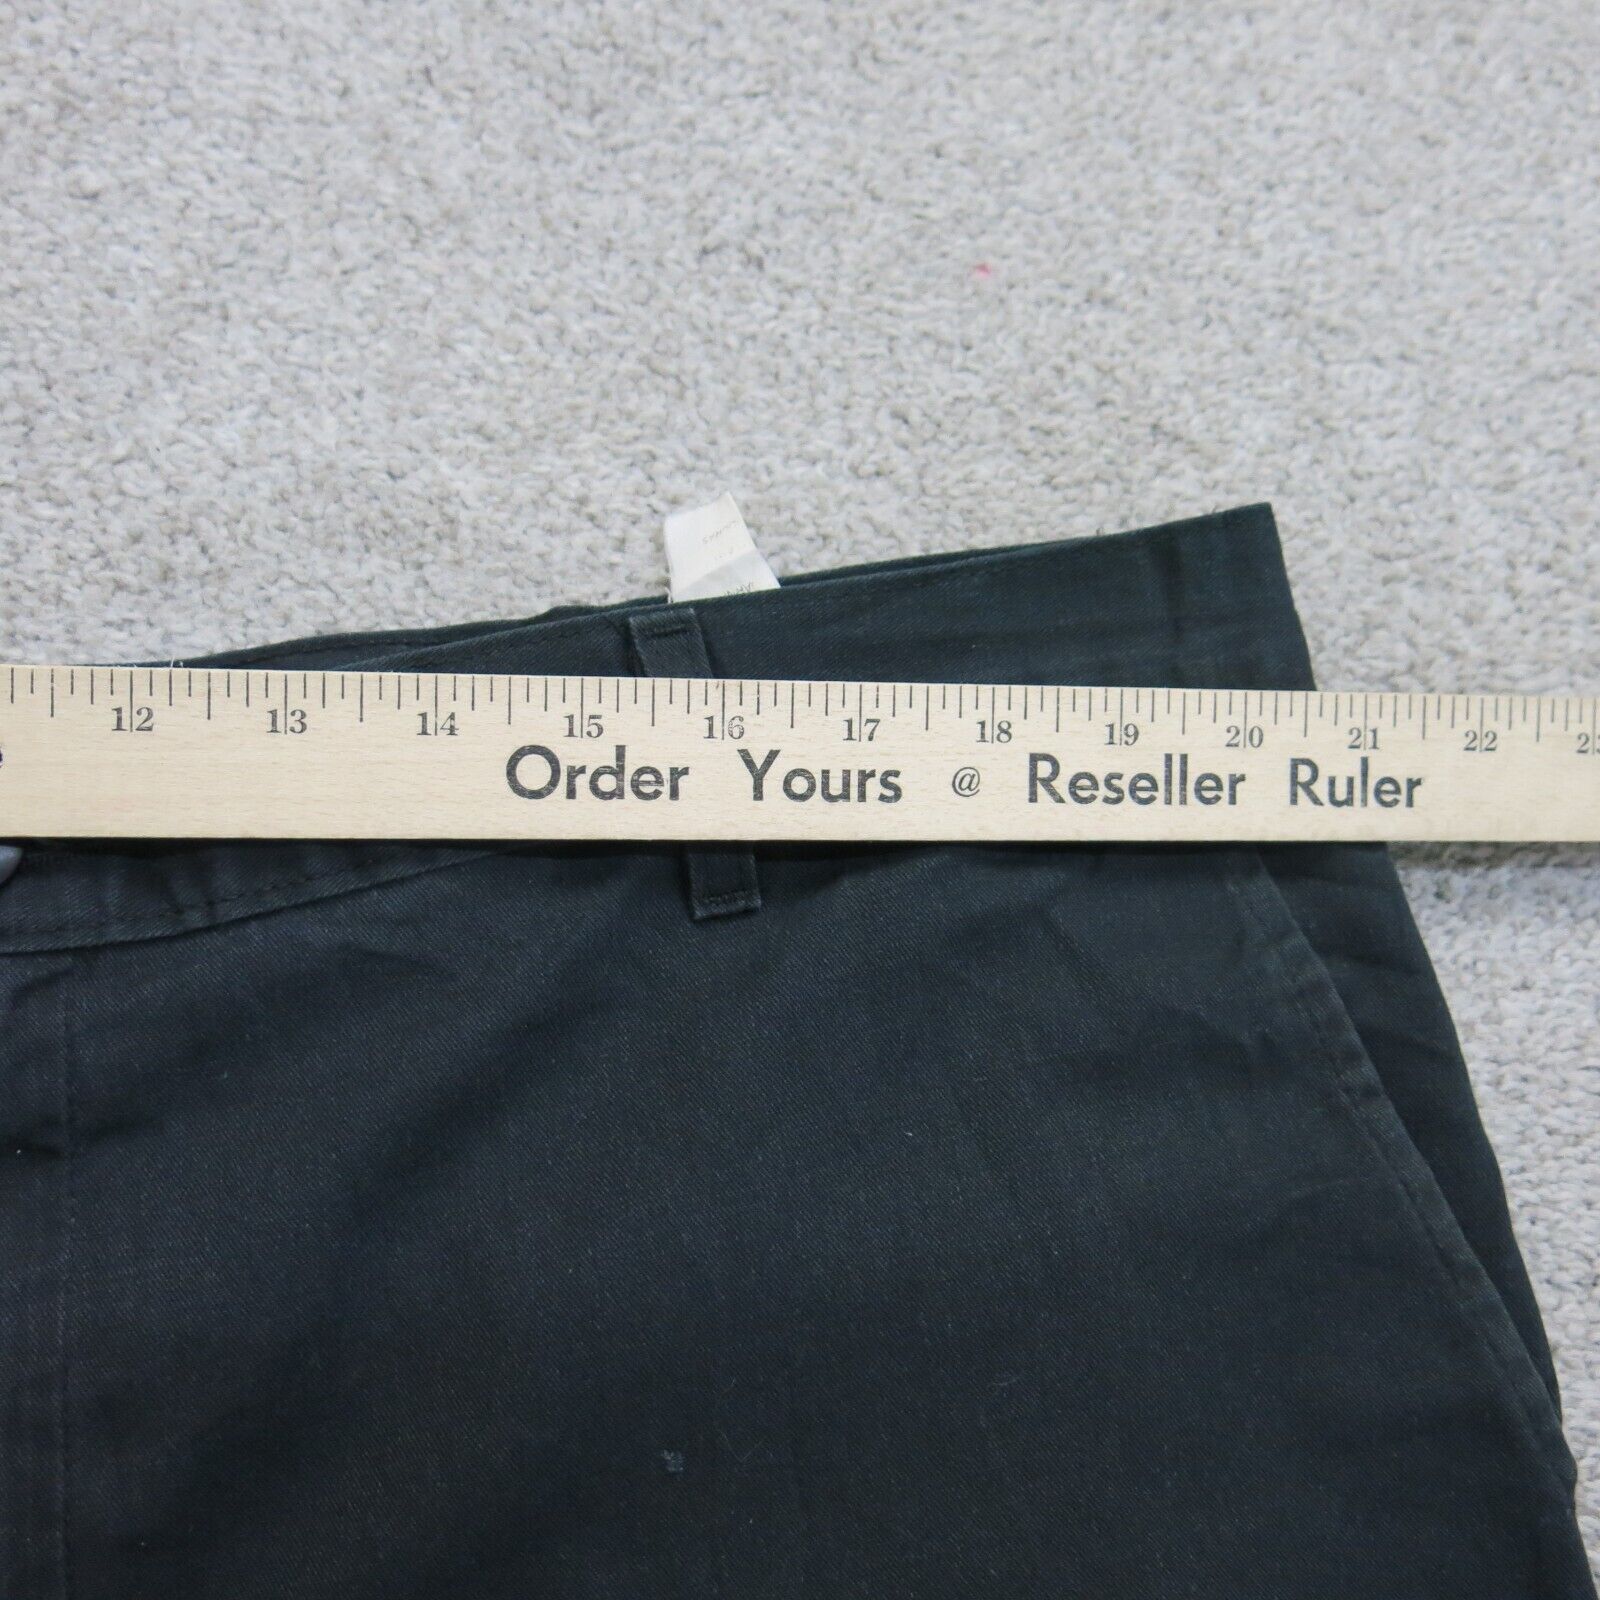 12 13 14 15 16 17 18 19 20 21 22
Order Yours @ Reseller Ruler